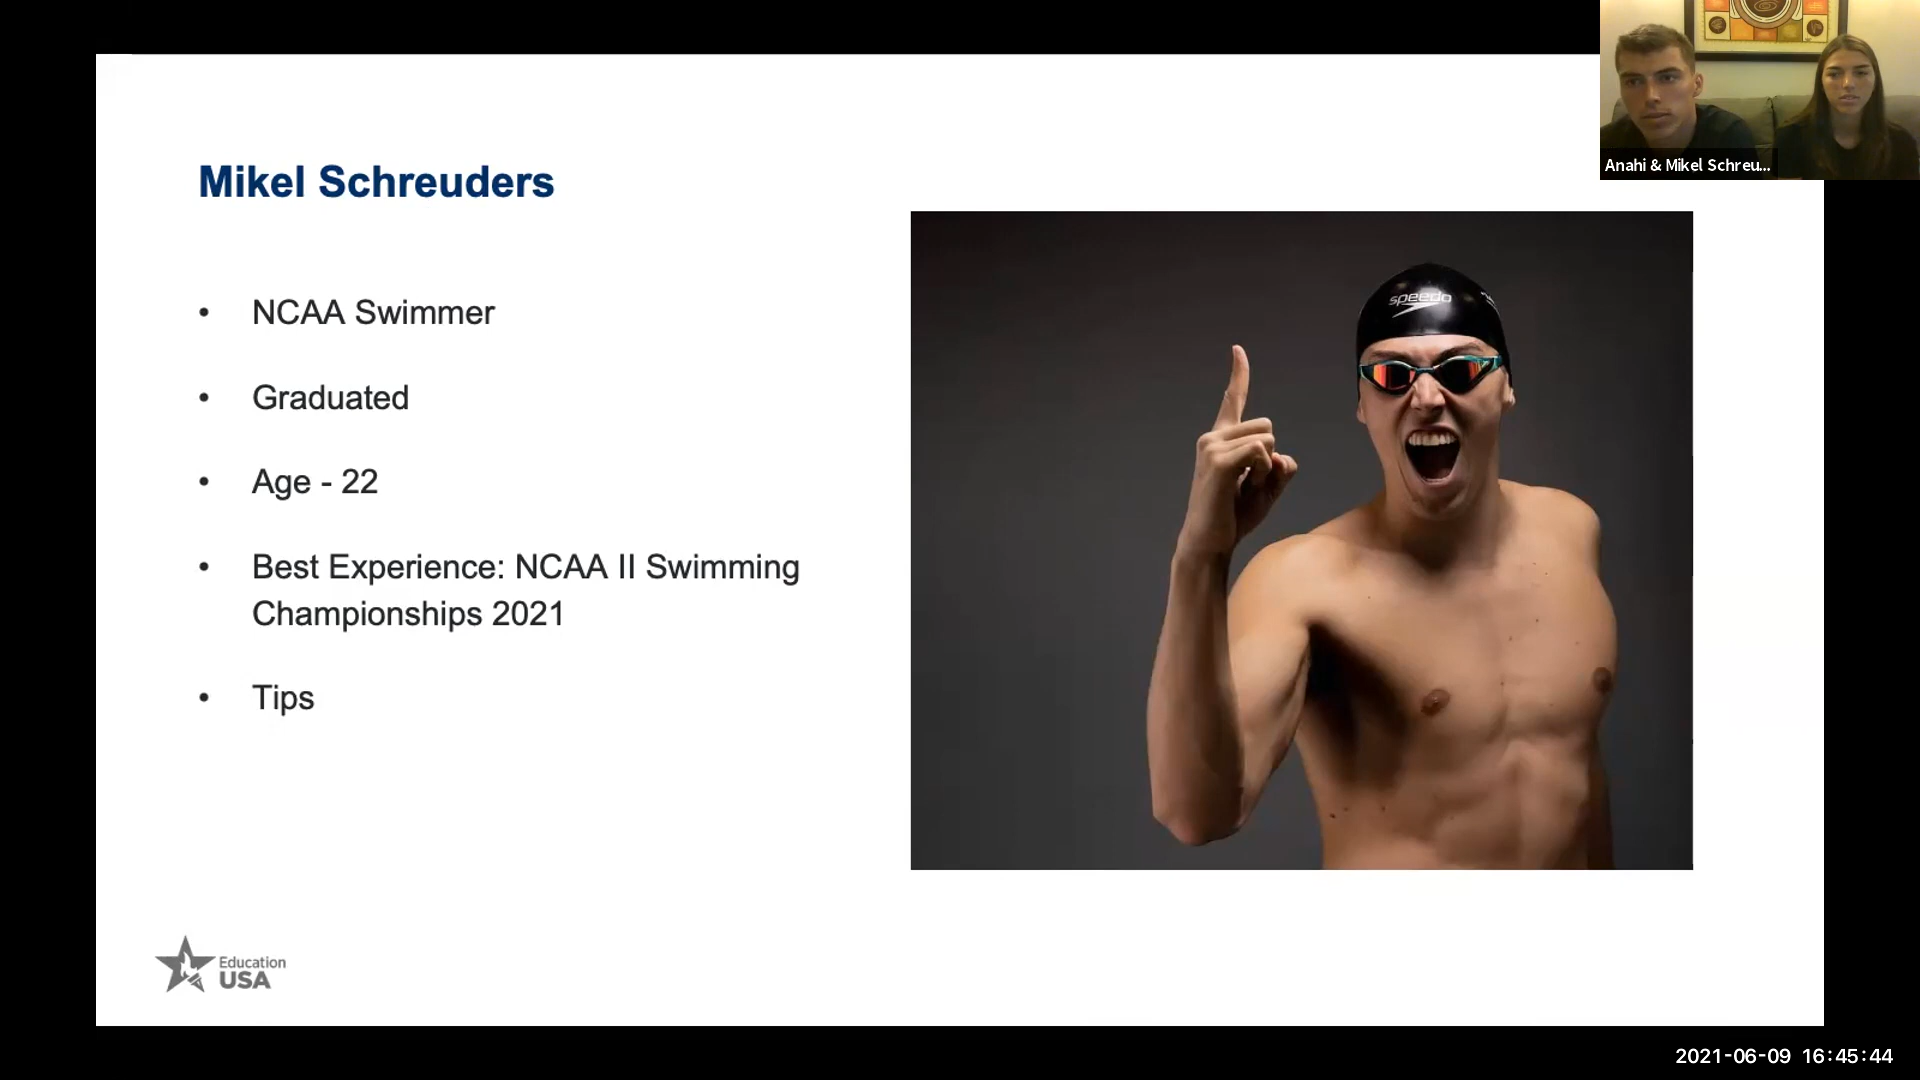 Anahi & Mikel Schreu...
Mikel Schreuders
• NCAA Swimmer
• Graduated
• Age - 22
• Best Experience: NCAA II Swimming
Championships 2021
• Tips
speedo
Education
USA
2021-06-09 16:45:44